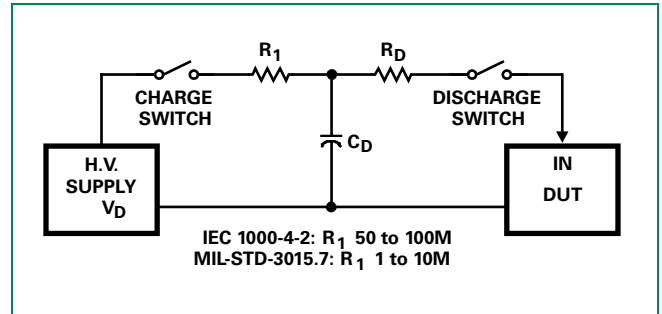 R1
RD
CHARGE
SWITCH
DISCHARGE
SWITCH
CD
H.V.
SUPPLY
VD
IN
DUT
IEC 1000-4-2: R1 50 to 100M
MIL-STD-3015.7: R1 1 to 10M